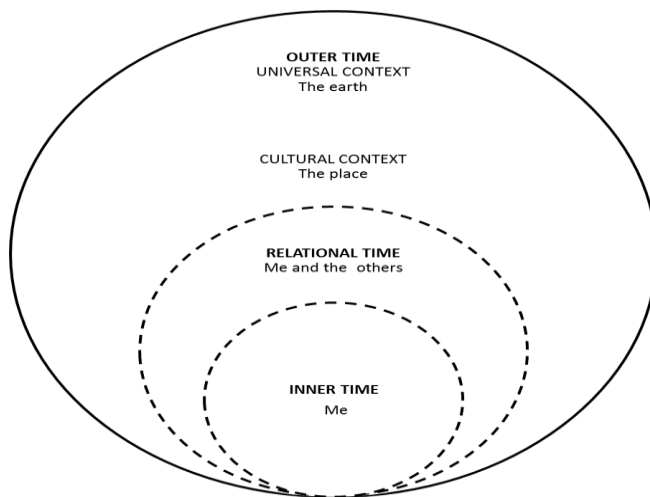 OUTER TIME
UNIVERSAL CONTEXT
The earth
CULTURAL CONTEXT
The place
RELATIONAL TIME
Me and the others
INNER TIME
Me